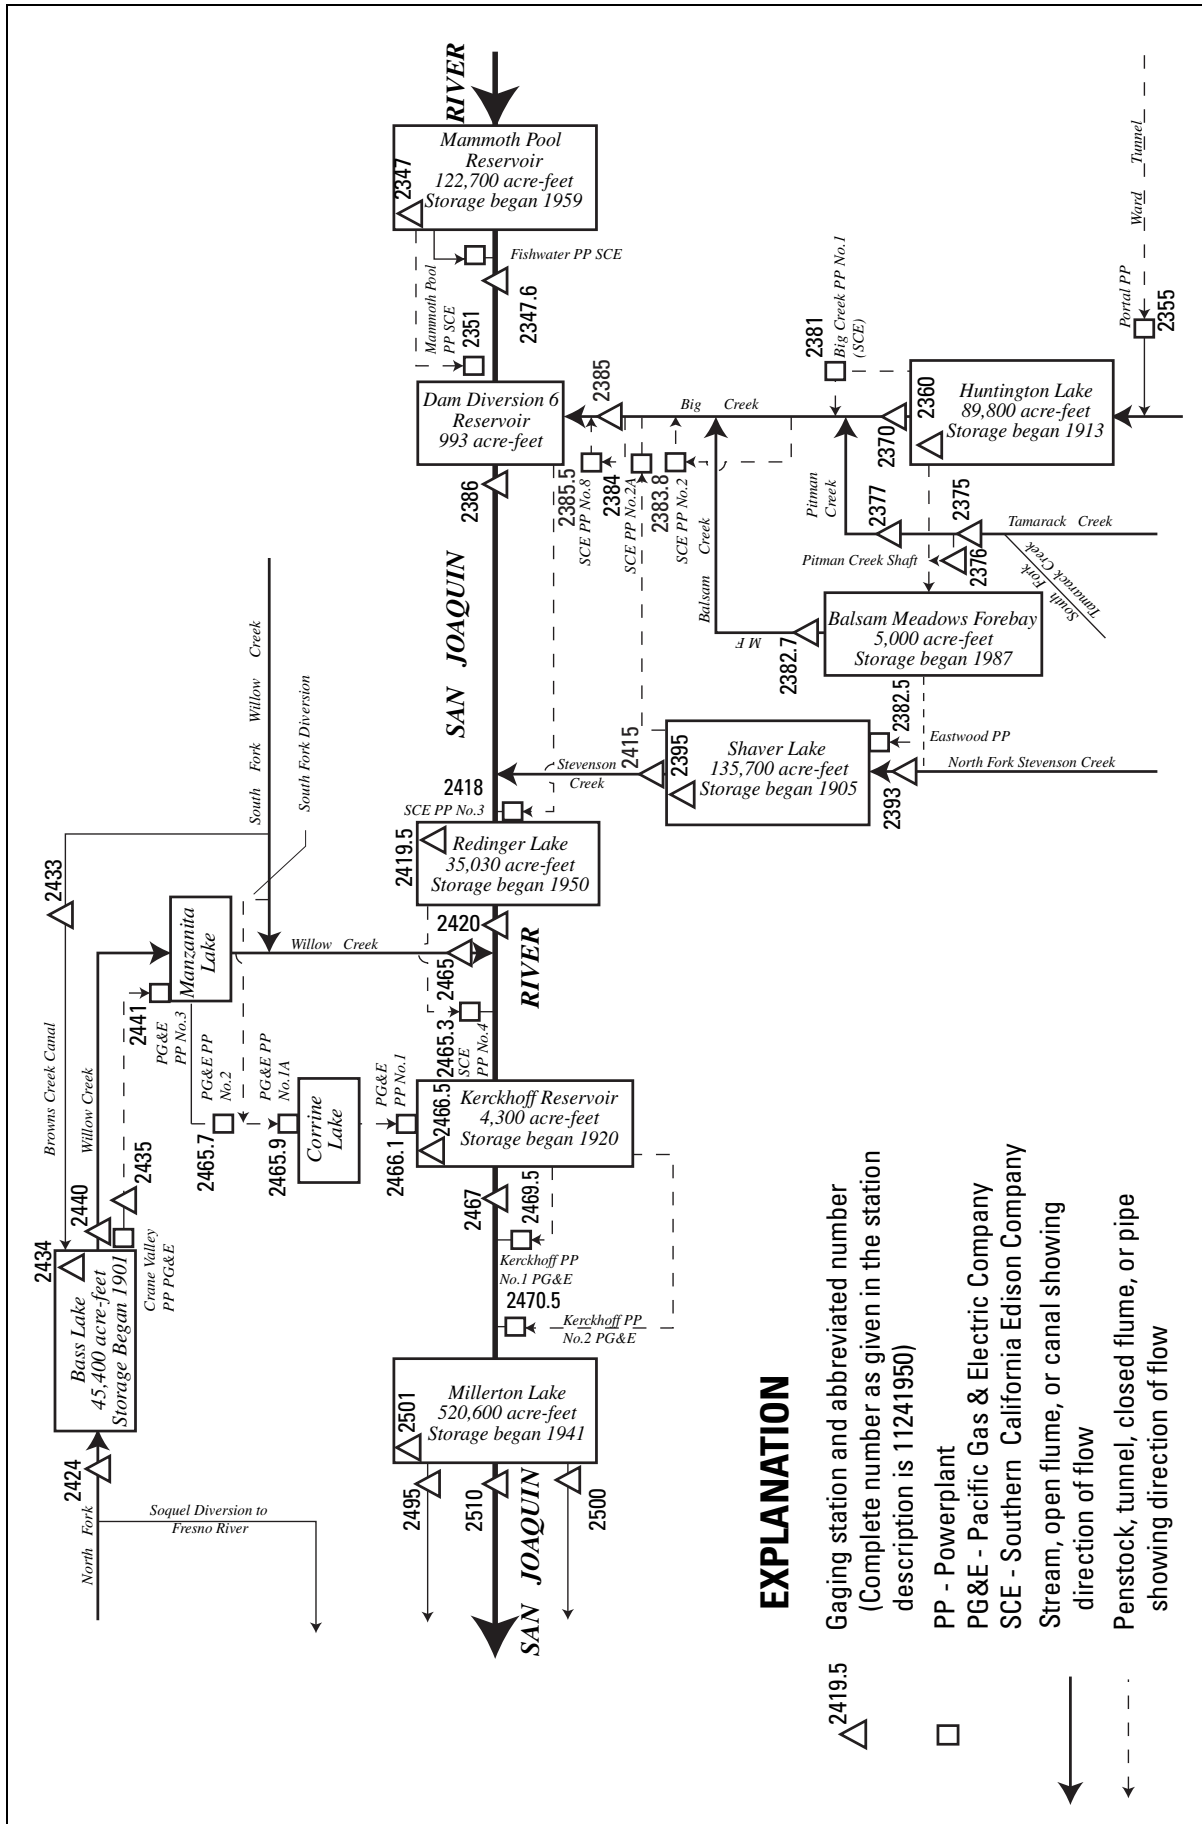 RIVER
Mammoth Pool
Reservoir
122,700 acre-feet
Storage began 1959
2347
Fishwater PP SCE
2347.6
Mammoth Pool
PP SCE
2351
Dam Diversion 6
Reservoir
993 acre-feet
2385
Big Creek
2381
Big Creek PP No.1
(SCE)
Portal PP
2355
Ward Tunnel
Huntington Lake
89,800 acre-feet
Storage began 1913
2360
2370
2386
2385.5
SCE PP No.8
2384
SCE PP No.2A
2383.8
SCE PP No.2
Pitman
Creek
2377
2375
Tamarack Creek
2376
South Fork
Tamarack Creek
Pitman Creek Shaft
Balsam Creek
M F
2382.7
Balsam Meadows Forebay
5,000 acre-feet
Storage began 1987
2382.5
Eastwood PP
SAN JOAQUIN
2415
2395
Shaver Lake
135,700 acre-feet
Storage began 1905
North Fork Stevenson Creek
2393
Stevenson
Creek
2418
SCE PP No.3
2419.5
Redinger Lake
35,030 acre-feet
Storage began 1950
2420
RIVER
South Fork Willow Creek
South Fork Diversion
2433
Browns Creek Canal
Manzanita
Lake
Willow Creek
2465
2441
PG&E
PP No.3
Willow Creek
2465.3
SCE
PP No.4
PG&E PP
No.2
2465.7
PG&E PP
No.1A
2465.9
Corrine
Lake
PG&E
PP No.1
2466.1
2466.5
Kerckhoff Reservoir
4,300 acre-feet
Storage began 1920
2435
2440
2434
Crane Valley
PP PG&E
Bass Lake
45,400 acre-feet
Storage Began 1901
2424
North Fork
Soquel Diversion to
Fresno River
2467
2469.5
Kerckhoff PP
No.1 PG&E
2470.5
Kerckhoff PP
No.2 PG&E
Millerton Lake
520,600 acre-feet
Storage began 1941
2501
2495
2510
2500
SAN JOAQUIN
EXPLANATION
2419.5
Gaging station and abbreviated number
(Complete number as given in the station
description is 11241950)
PP - Powerplant
PG&E - Pacific Gas & Electric Company
SCE - Southern California Edison Company
Stream, open flume, or canal showing
direction of flow
Penstock, tunnel, closed flume, or pipe
showing direction of flow